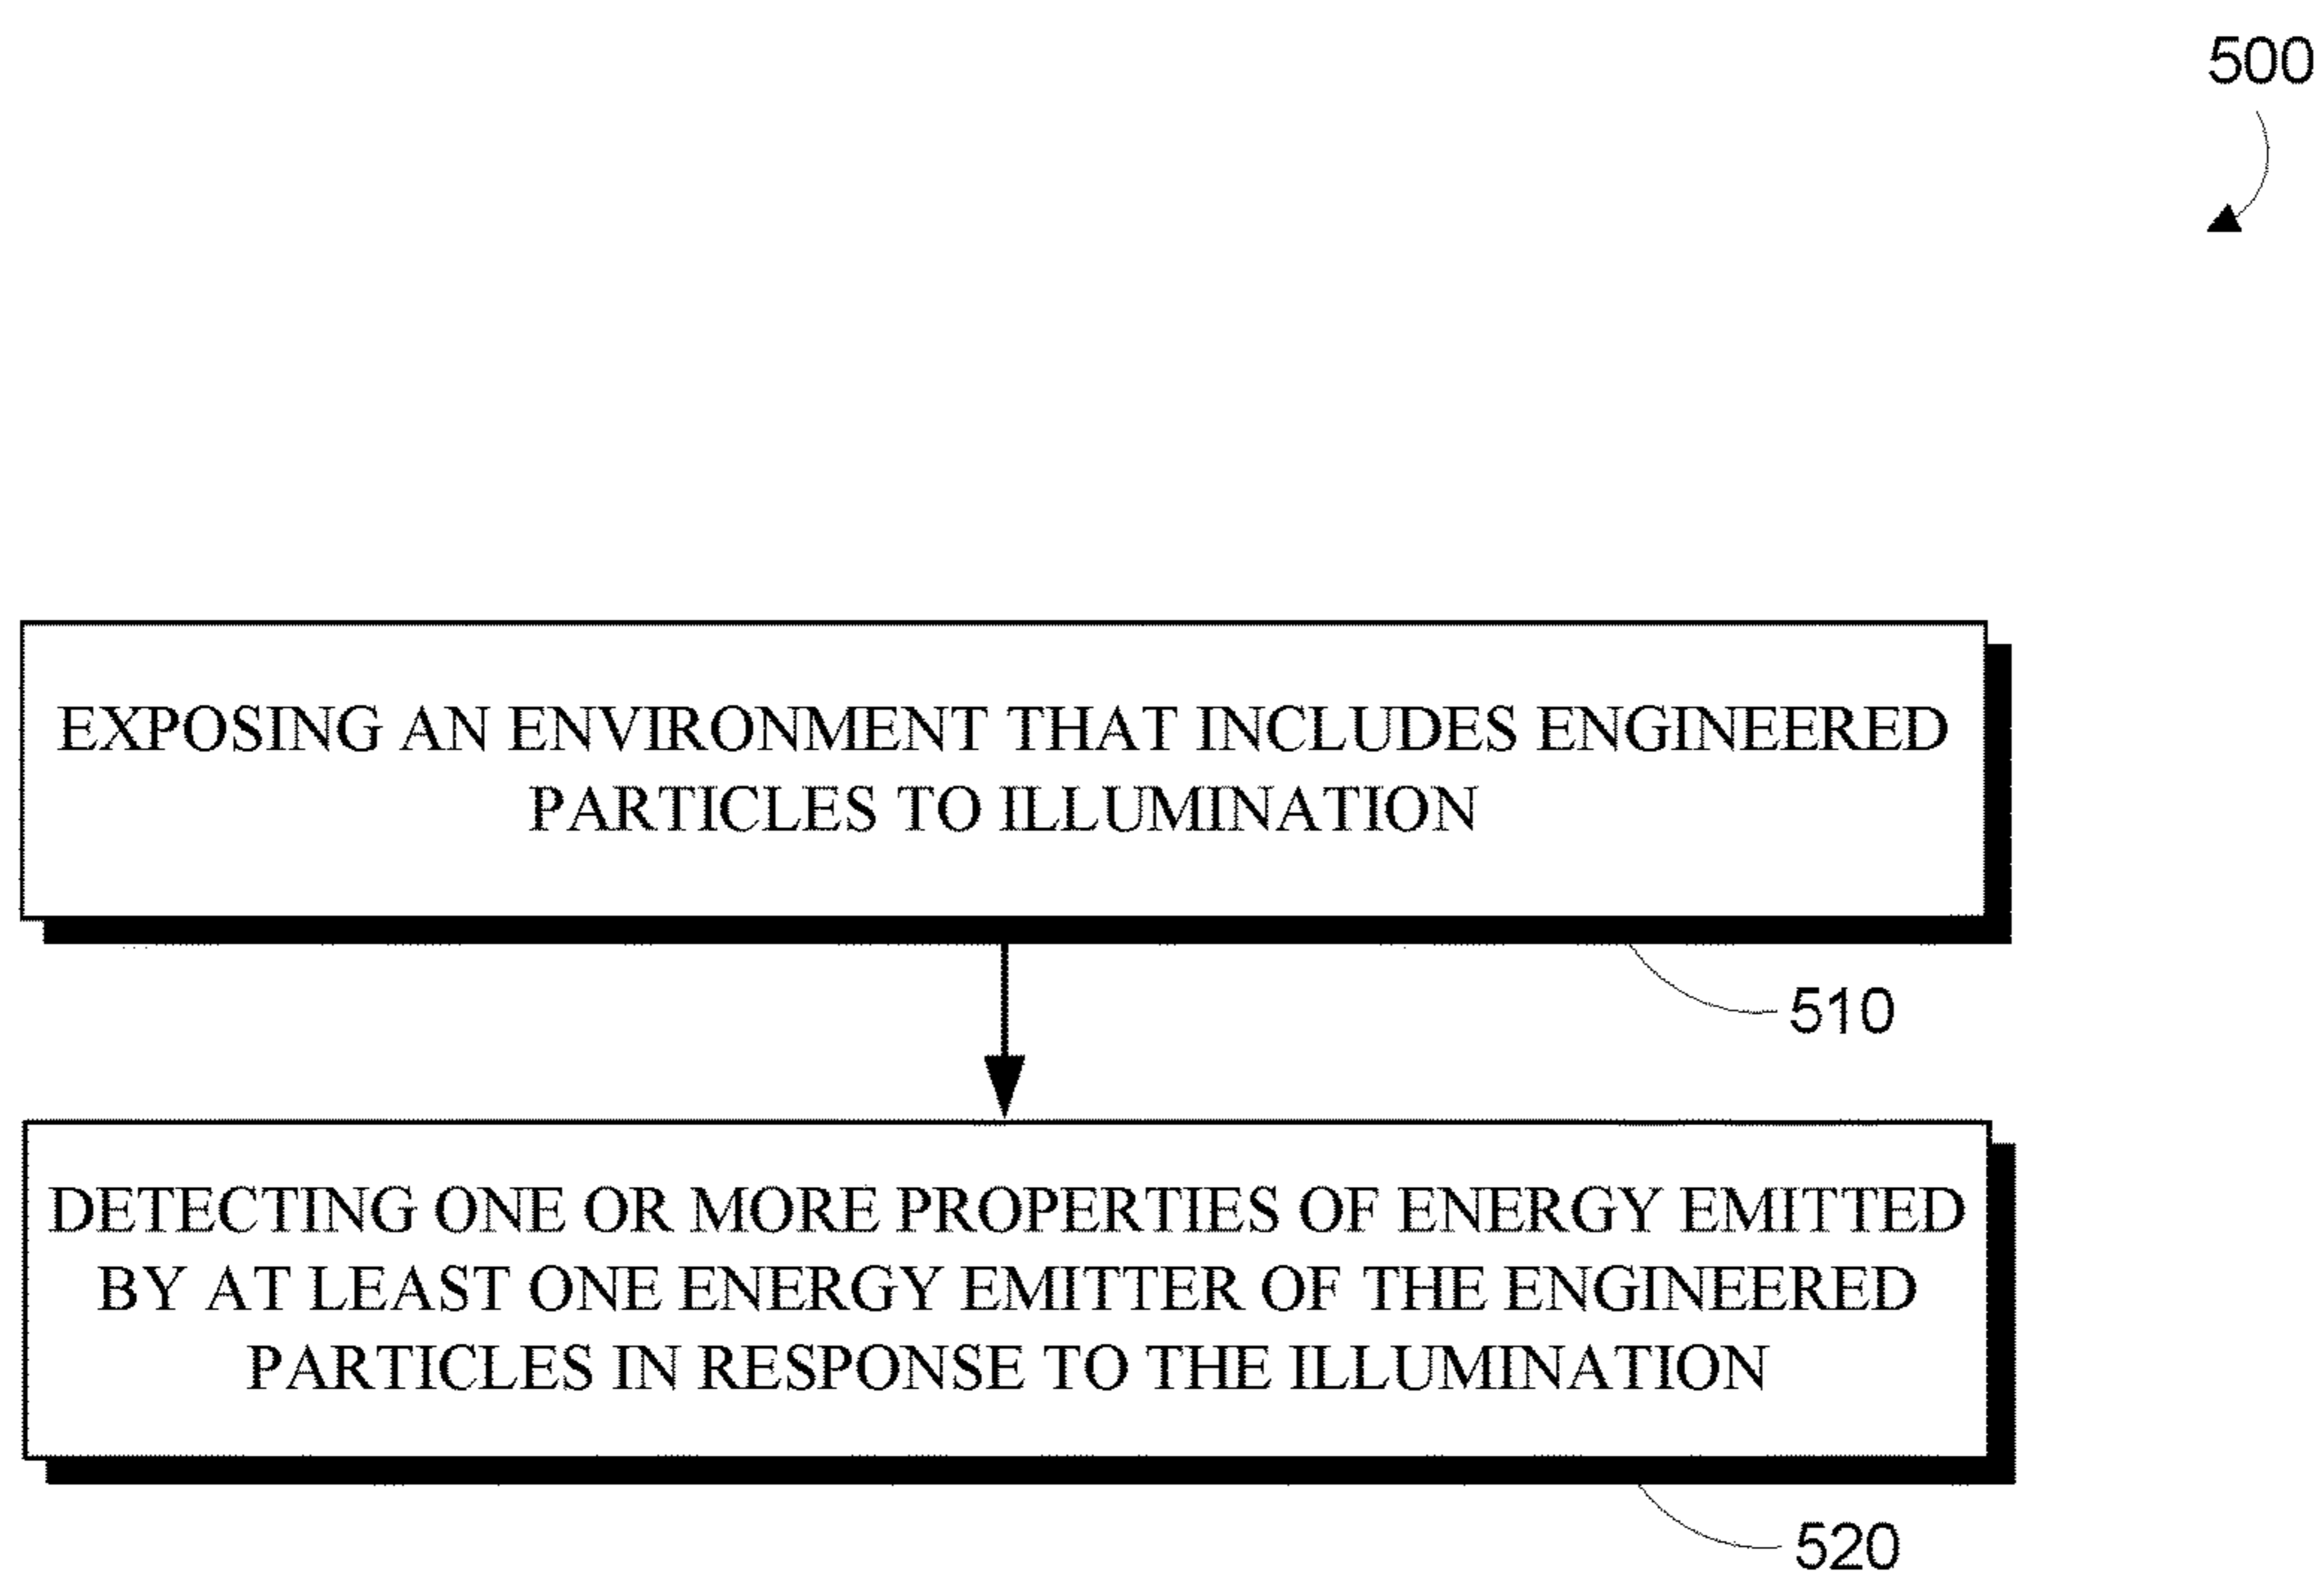 500
EXPOSING AN ENVIRONMENT THAT INCLUDES ENGINEERED
PARTICLES TO ILLUMINATION
510
DETECTING ONE OR MORE PROPERTIES OF ENERGY EMITTED
BY AT LEAST ONE ENERGY EMITTER OF THE ENGINEERED
PARTICLES IN RESPONSE TO THE ILLUMINATION
520